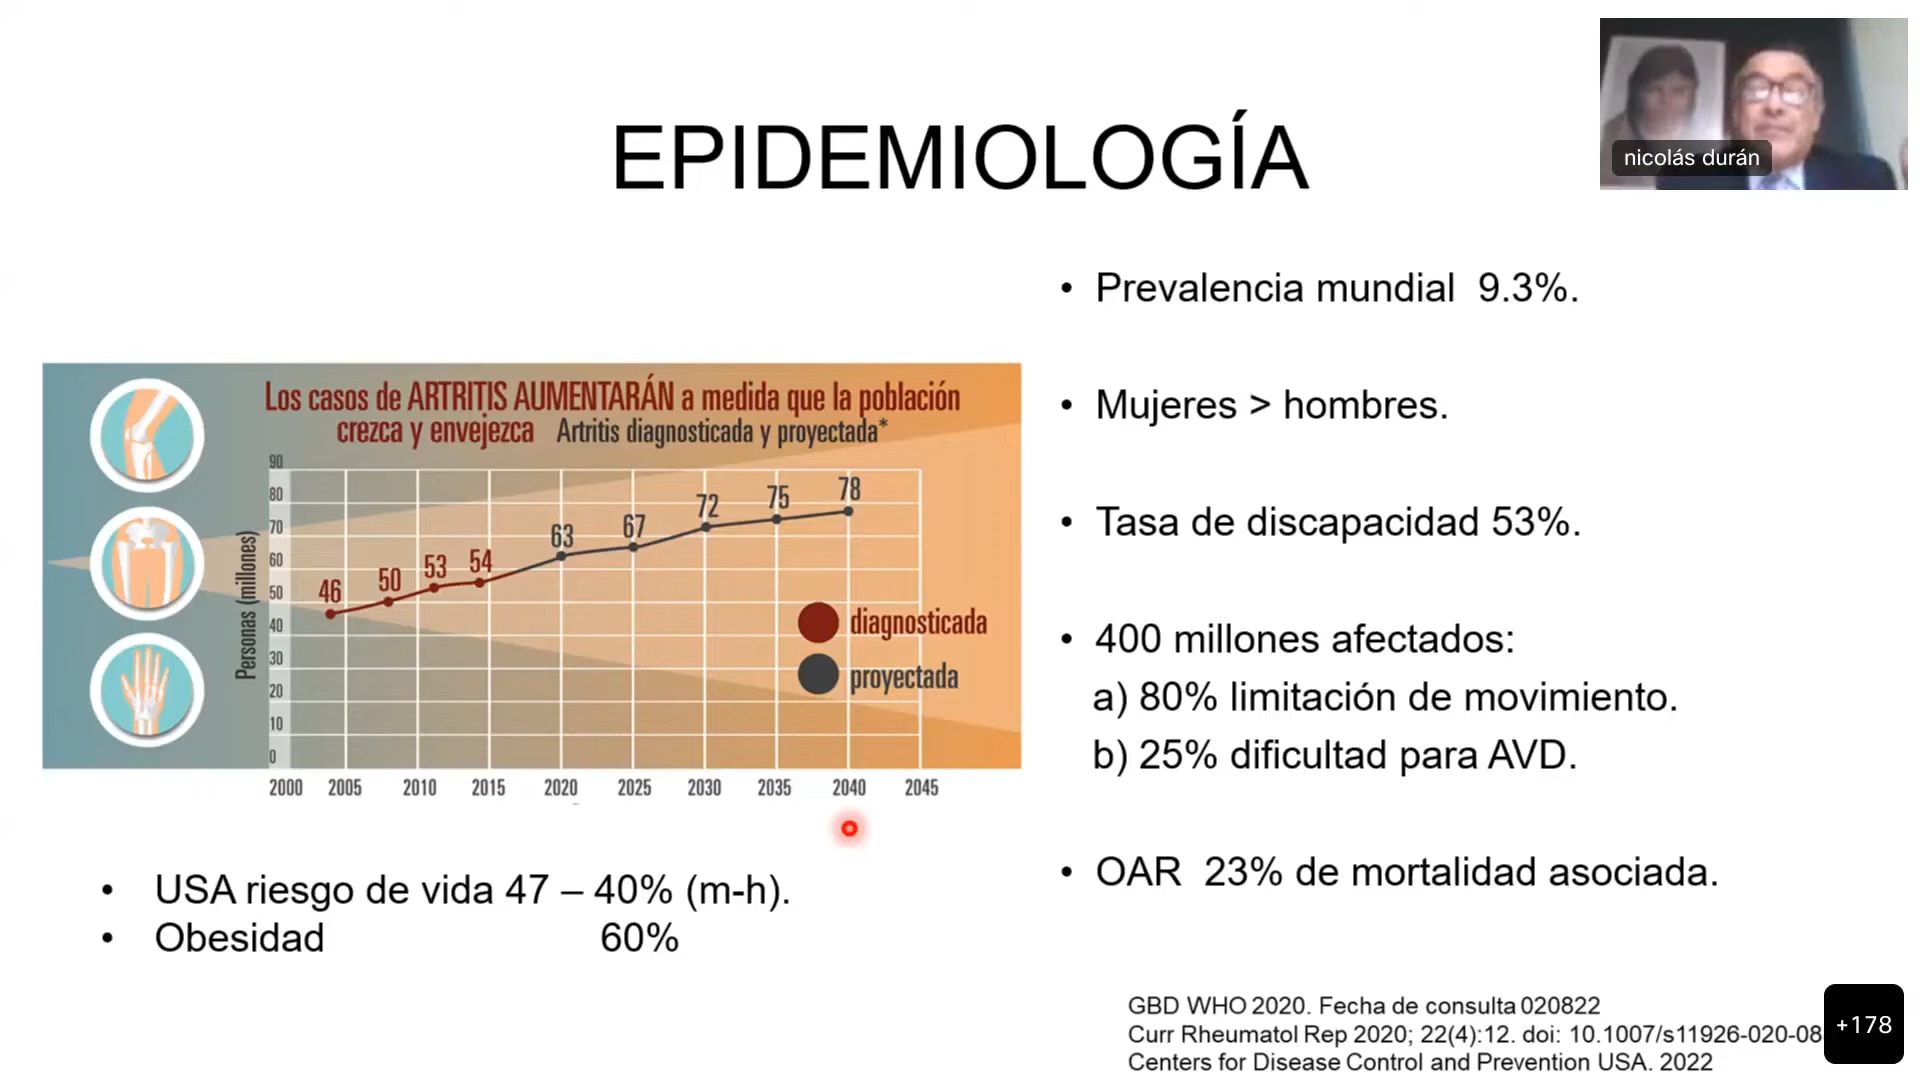 EPIDEMIOLOGÍA
nicolás durán
• Prevalencia mundial 9.3%.
• Mujeres > hombres.
• Tasa de discapacidad 53%.
• 400 millones afectados:
a) 80% limitación de movimiento.
b) 25% dificultad para AVD.
• OAR 23% de mortalidad asociada.
Los casos de ARTRITIS AUMENTARÁN a medida que la población
crezca y envejezca Artritis diagnosticada y proyectada*
Personas (millones)
90
80
70
60
50
40
30
20
10
0
46 50 53 54 63 67 72 75 78
diagnosticada
proyectada
2000 2005 2010 2015 2020 2025 2030 2035 2040 2045
• USA riesgo de vida 47 – 40% (m-h).
• Obesidad 60%
GBD WHO 2020. Fecha de consulta 020822
Curr Rheumatol Rep 2020; 22(4):12. doi: 10.1007/s11926-020-08
Centers for Disease Control and Prevention USA. 2022
+178